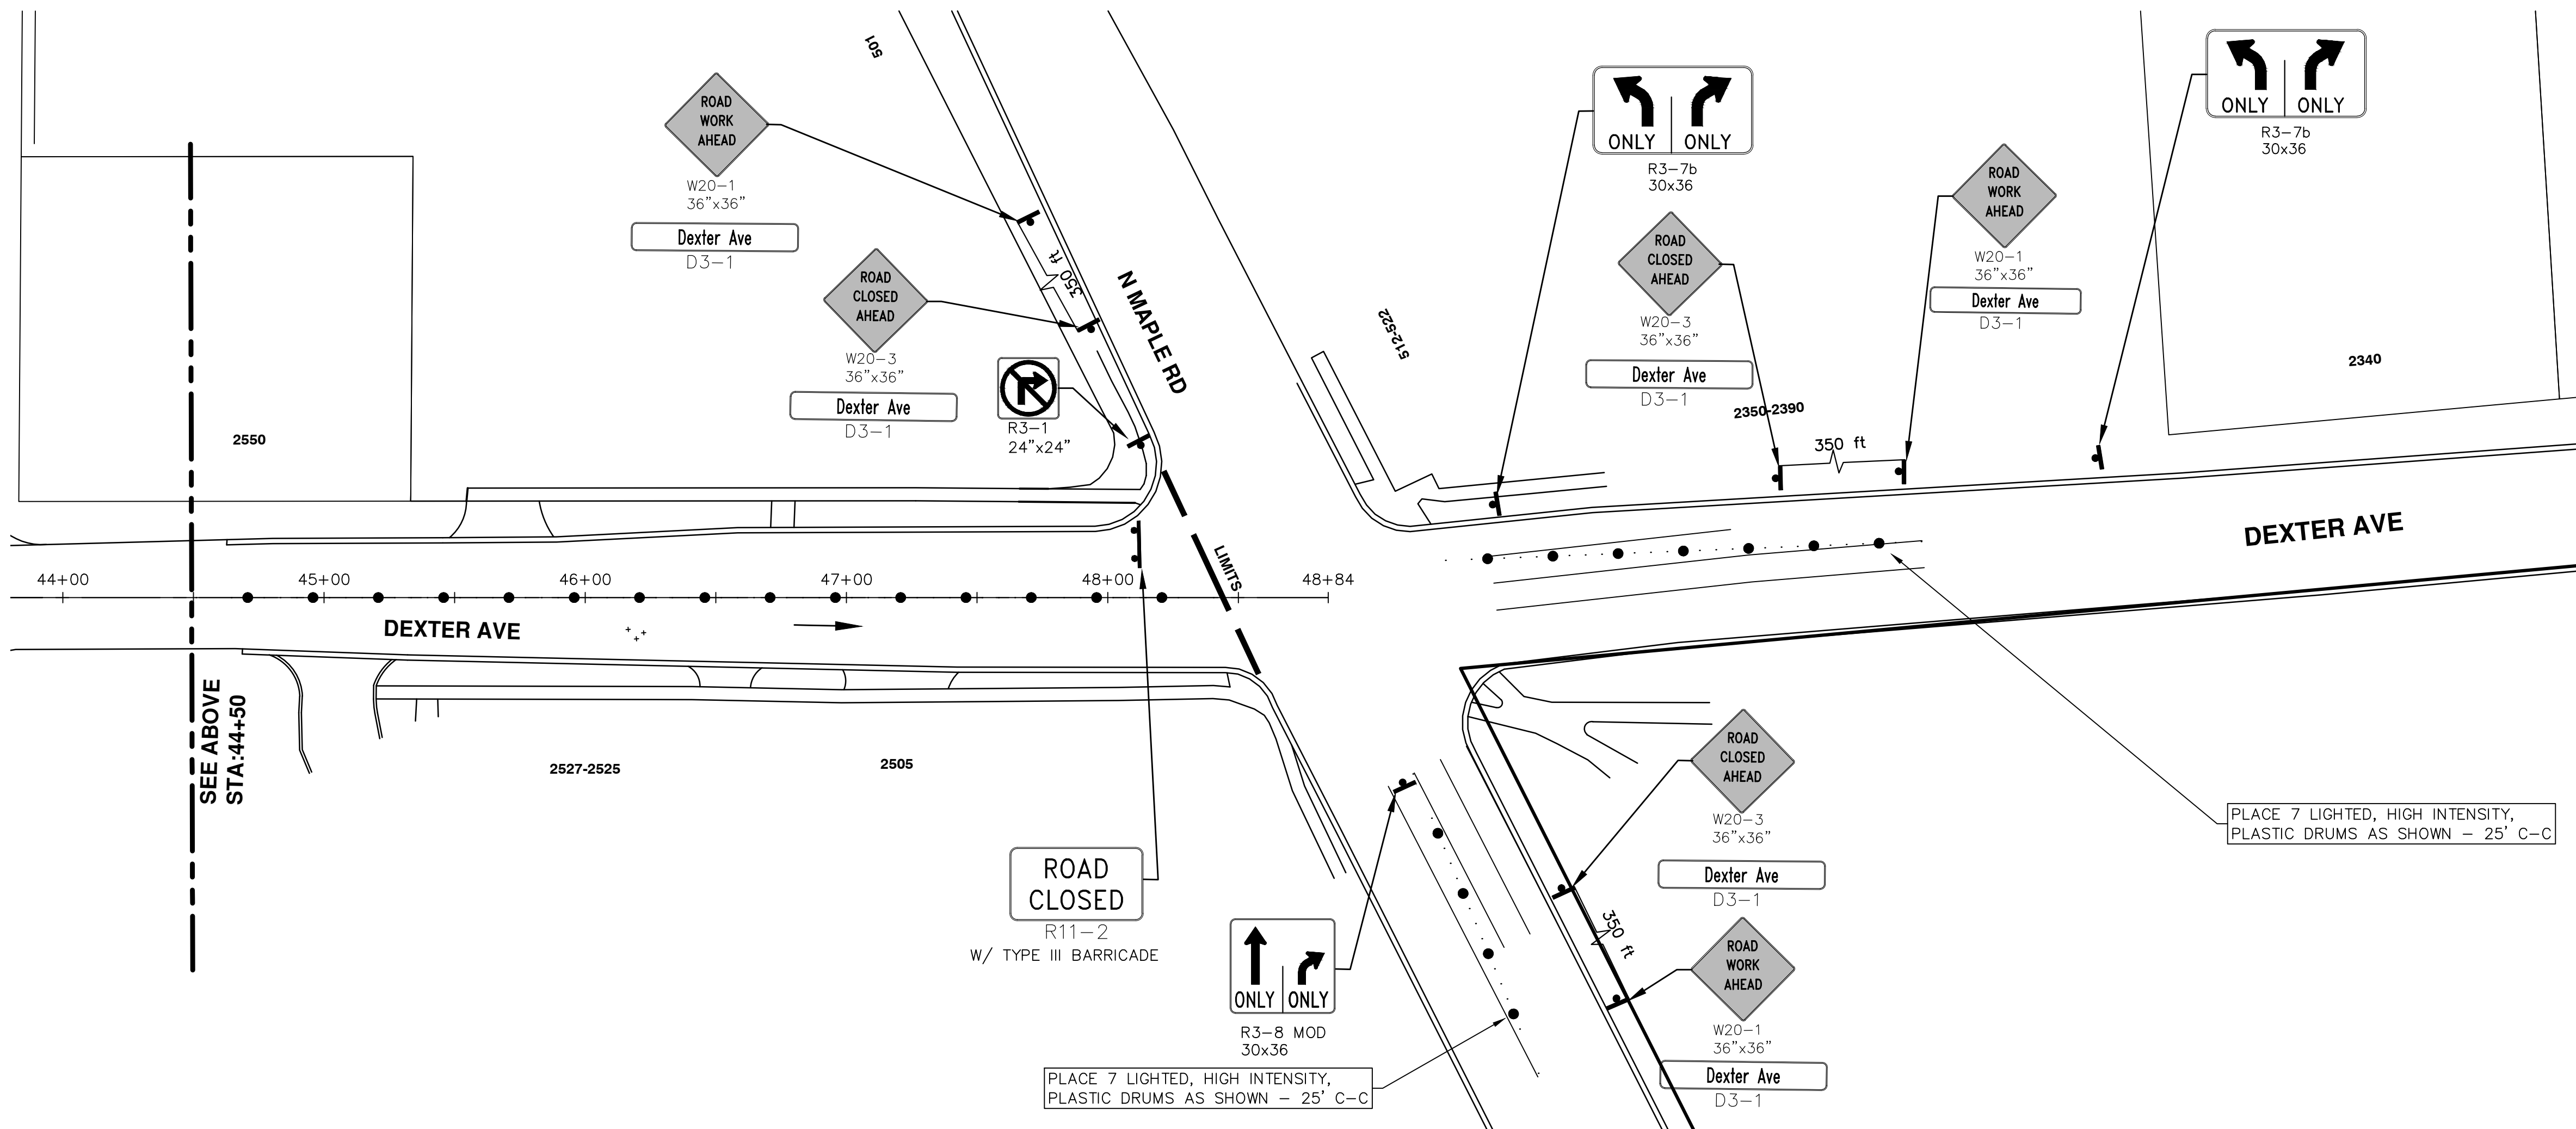 501
ROAD
WORK
AHEAD
W20-1
36"x36"
Dexter Ave
D3-1
ROAD
CLOSED
AHEAD
W20-3
36"x36"
Dexter Ave
D3-1
R3-1
24"x24"
350 ft
N MAPLE RD
512-522
ONLY ONLY
R3-7b
30x36
ROAD
CLOSED
AHEAD
W20-3
36"x36"
Dexter Ave
D3-1
2350-2390
350 ft
ROAD
WORK
AHEAD
W20-1
36"x36"
Dexter Ave
D3-1
ONLY ONLY
R3-7b
30x36
2340
2550
DEXTER AVE
LIMITS
44+00 45+00 46+00 47+00 48+00 48+84
DEXTER AVE
SEE ABOVE
STA:44+50
2527-2525
2505
ROAD
CLOSED
R11-2
W/ TYPE III BARRICADE
ONLY ONLY
R3-8 MOD
30x36
PLACE 7 LIGHTED, HIGH INTENSITY,
PLASTIC DRUMS AS SHOWN - 25' C-C
ROAD
CLOSED
AHEAD
W20-3
36"x36"
Dexter Ave
D3-1
350 ft
ROAD
WORK
AHEAD
W20-1
36"x36"
Dexter Ave
D3-1
PLACE 7 LIGHTED, HIGH INTENSITY,
PLASTIC DRUMS AS SHOWN - 25' C-C